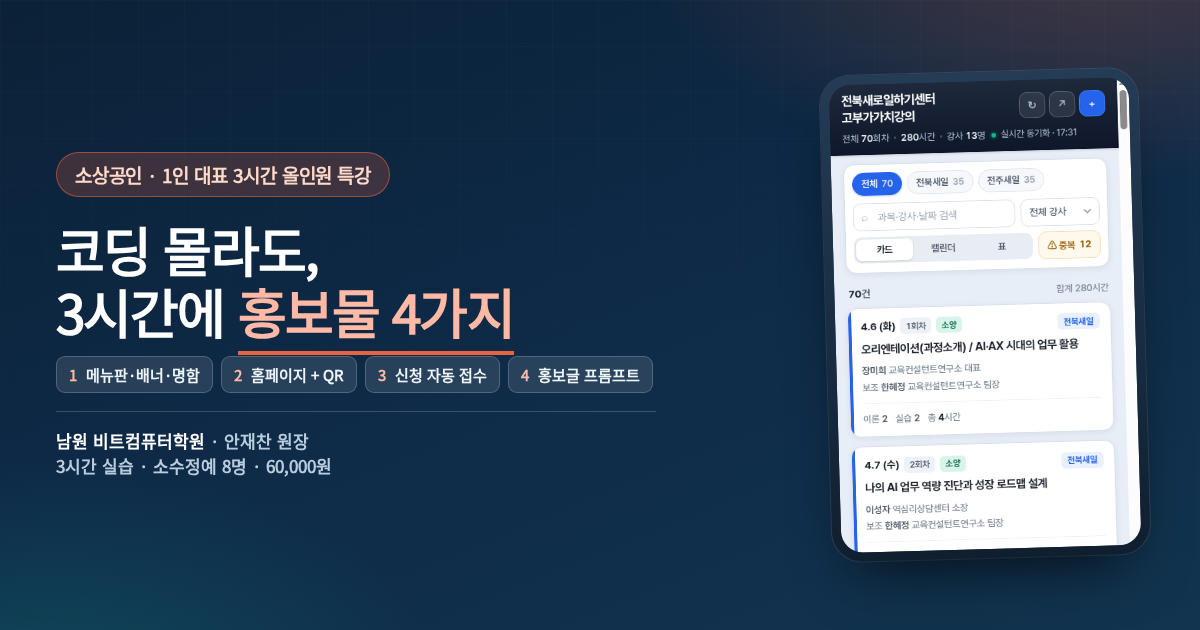 소상공인 · 1인 대표 3시간 올인원 특강
코딩 몰라도,
3시간에 홍보물 4가지
1 메뉴판·배너·명함
2 홈페이지 + QR
3 신청 자동 접수
4 홍보글 프롬프트
남원 비트컴퓨터학원 · 안재찬 원장
3시간 실습 · 소수정예 8명 · 60,000원
전북새로일하기센터
고부가가치강의
전체 70회차 · 280시간 · 강사 13명 실시간 동기화 · 17:31
전체 70 전북새일 35 전주새일 35
과목·강사·날짜 검색 전체 강사
카드 캘린더 표 중복 12
70건 합계 280시간
4.6 (화) 1회차 소양 전북새일
오리엔테이션(과정소개) / AI·AX 시대의 업무 활용
장미희 교육컨설턴트연구소 대표
보조 한혜정 교육컨설턴트연구소 팀장
이론 2 실습 2 총 4시간
4.7 (수) 2회차 소양 전북새일
나의 AI 업무 역량 진단과 성장 로드맵 설계
이성자 역심리상담센터 소장
보조 한혜정 교육컨설턴트연구소 팀장